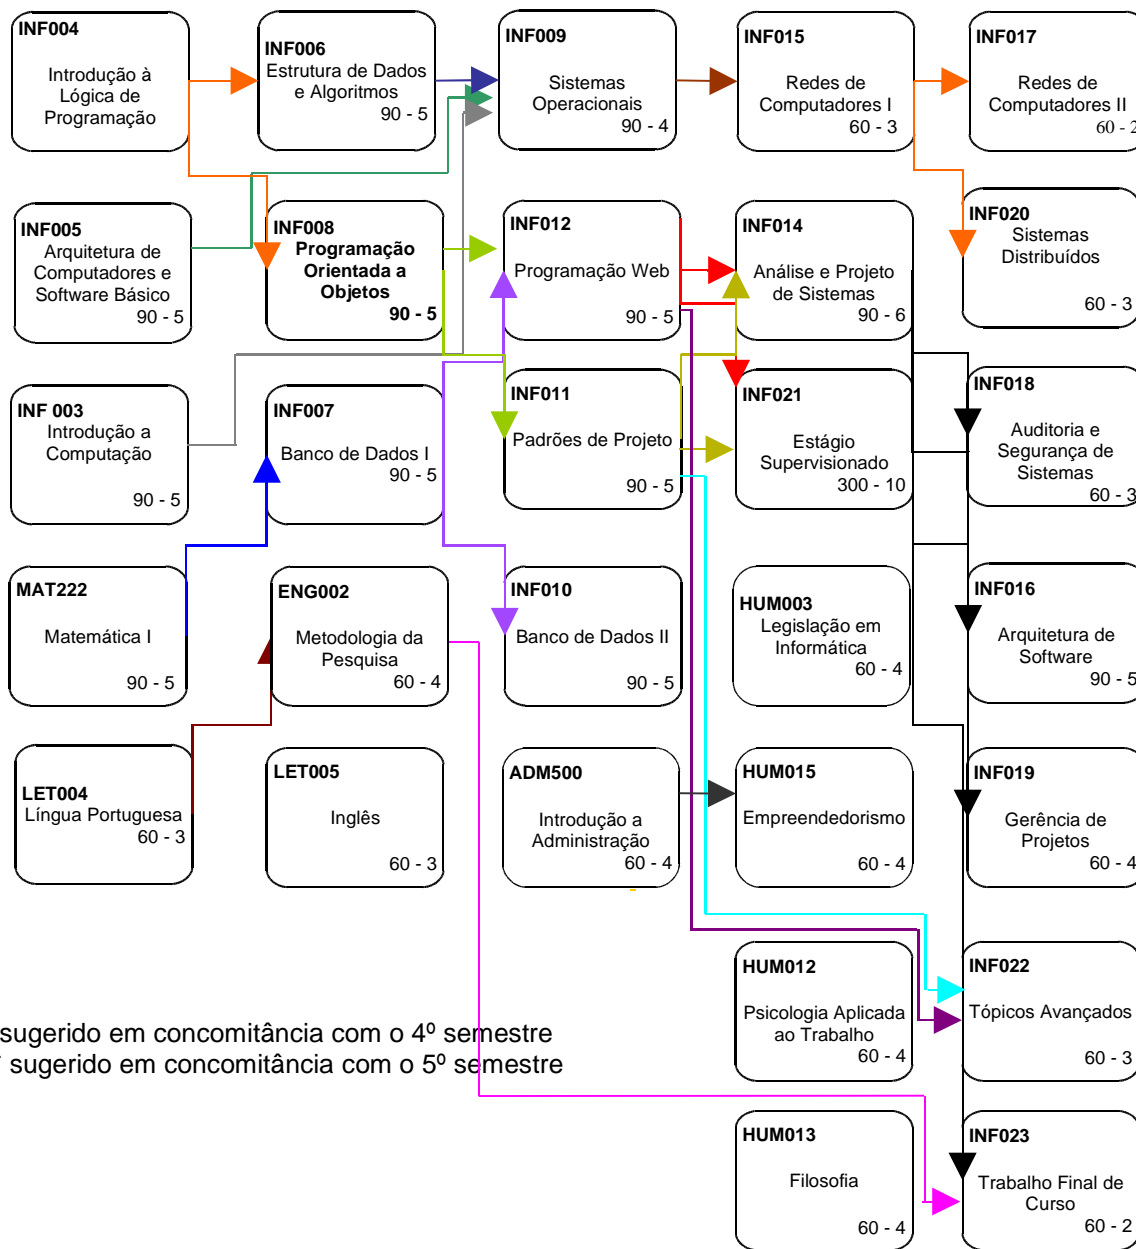 INF004
Introdução à
Lógica de
Programação
INF006
Estrutura de Dados
e Algoritmos
90 - 5
INF009
Sistemas
Operacionais
90 - 4
INF015
Redes de
Computadores I
60 - 3
INF017
Redes de
Computadores II
60 - 2
INF005
Arquitetura de
Computadores e
Software Básico
90 - 5
INF008
Programação
Orientada a
Objetos
90 - 5
INF012
Programação Web
90 - 5
INF014
Análise e Projeto
de Sistemas
90 - 6
INF020
Sistemas
Distribuídos
60 - 3
INF 003
Introdução a
Computação
90 - 5
INF007
Banco de Dados I
90 - 5
INF011
Padrões de Projeto
90 - 5
INF021
Estágio
Supervisionado
300 - 10
INF018
Auditoria e
Segurança de
Sistemas
60 - 3
MAT222
Matemática I
90 - 5
ENG002
Metodologia da
Pesquisa
60 - 4
INF010
Banco de Dados II
90 - 5
HUM003
Legislação em
Informática
60 - 4
INF016
Arquitetura de
Software
90 - 5
LET004
Língua Portuguesa
60 - 3
LET005
Inglês
60 - 3
ADM500
Introdução a
Administração
60 - 4
HUM015
Empreendedorismo
60 - 4
INF019
Gerência de
Projetos
60 - 4
HUM012
Psicologia Aplicada
ao Trabalho
60 - 4
INF022
Tópicos Avançados
60 - 3
sugerido em concomitância com o 4º semestre
sugerido em concomitância com o 5º semestre
HUM013
Filosofia
60 - 4
INF023
Trabalho Final de
Curso
60 - 2